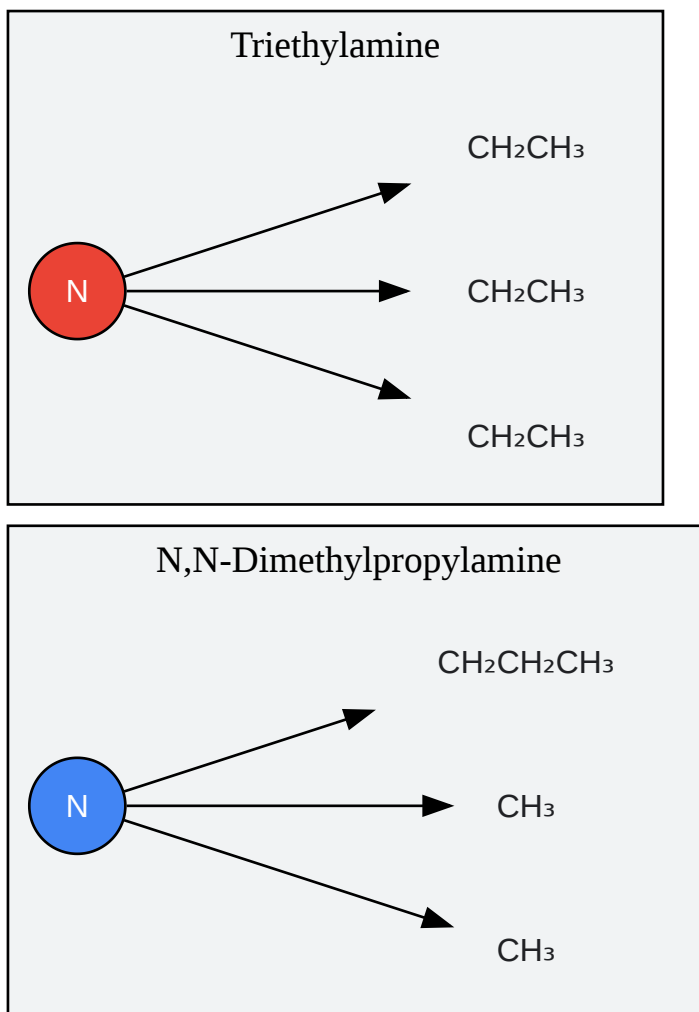 Triethylamine
CH₂CH₃
N
CH₂CH₃
CH₂CH₃
N,N-Dimethylpropylamine
CH₂CH₂CH₃
N
CH₃
CH₃